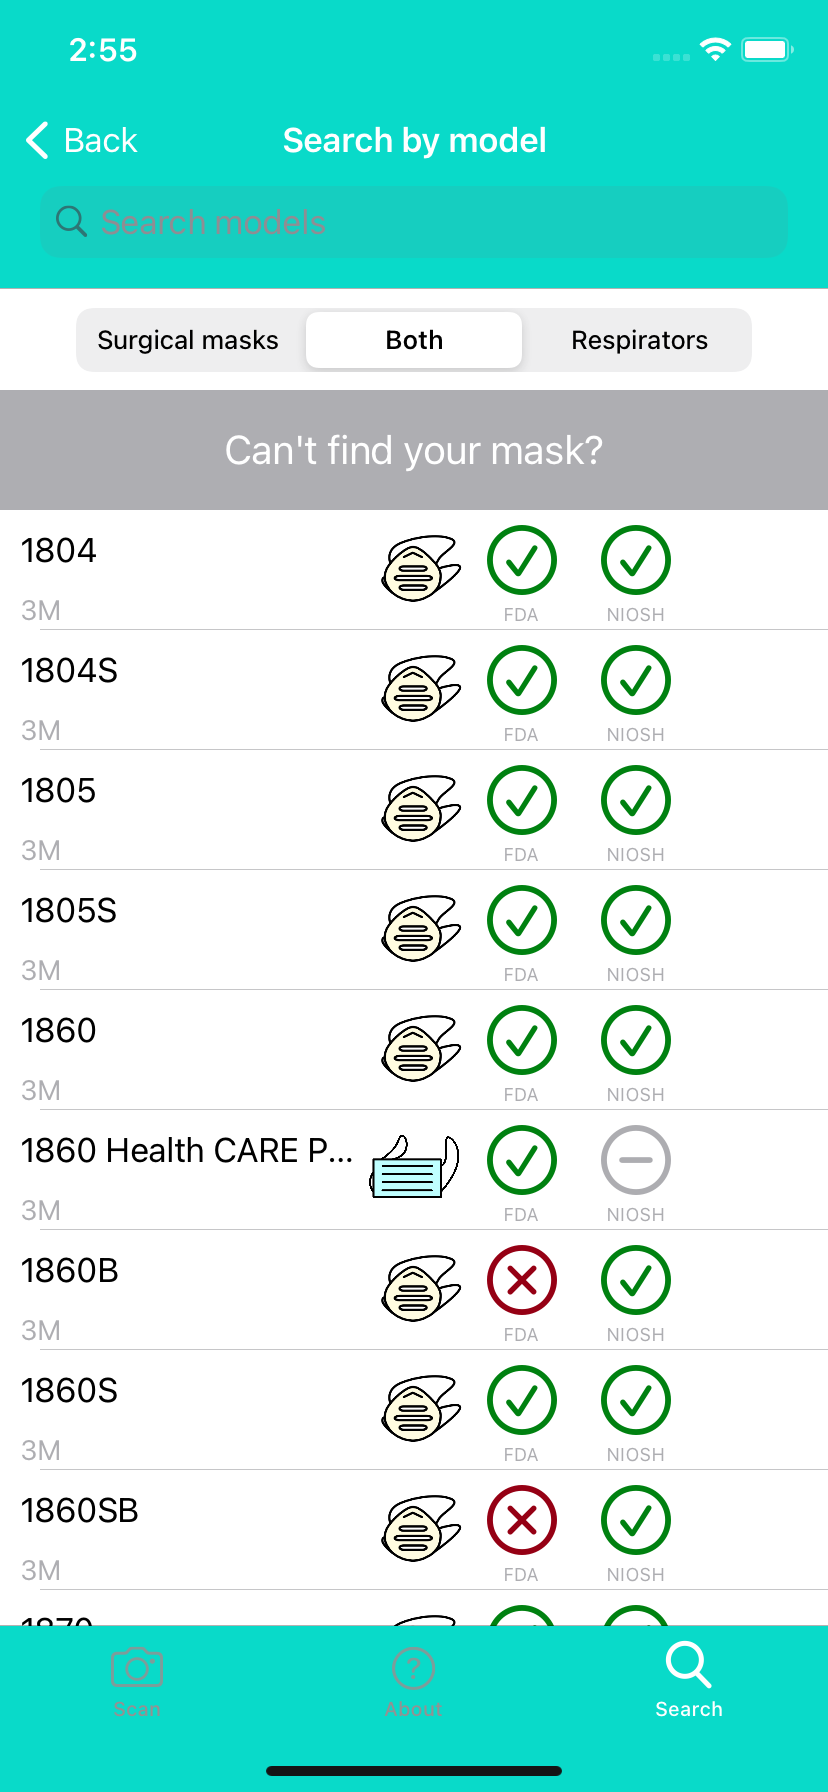 2:55
Back
Search by model
Search models
Surgical masks
Both
Respirators
Can't find your mask?
1804
3M
FDA
NIOSH
1804S
3M
FDA
NIOSH
1805
3M
FDA
NIOSH
1805S
3M
FDA
NIOSH
1860
3M
FDA
NIOSH
1860 Health CARE P...
3M
FDA
NIOSH
1860B
3M
FDA
NIOSH
1860S
3M
FDA
NIOSH
1860SB
3M
FDA
NIOSH
1870
Scan
About
Search